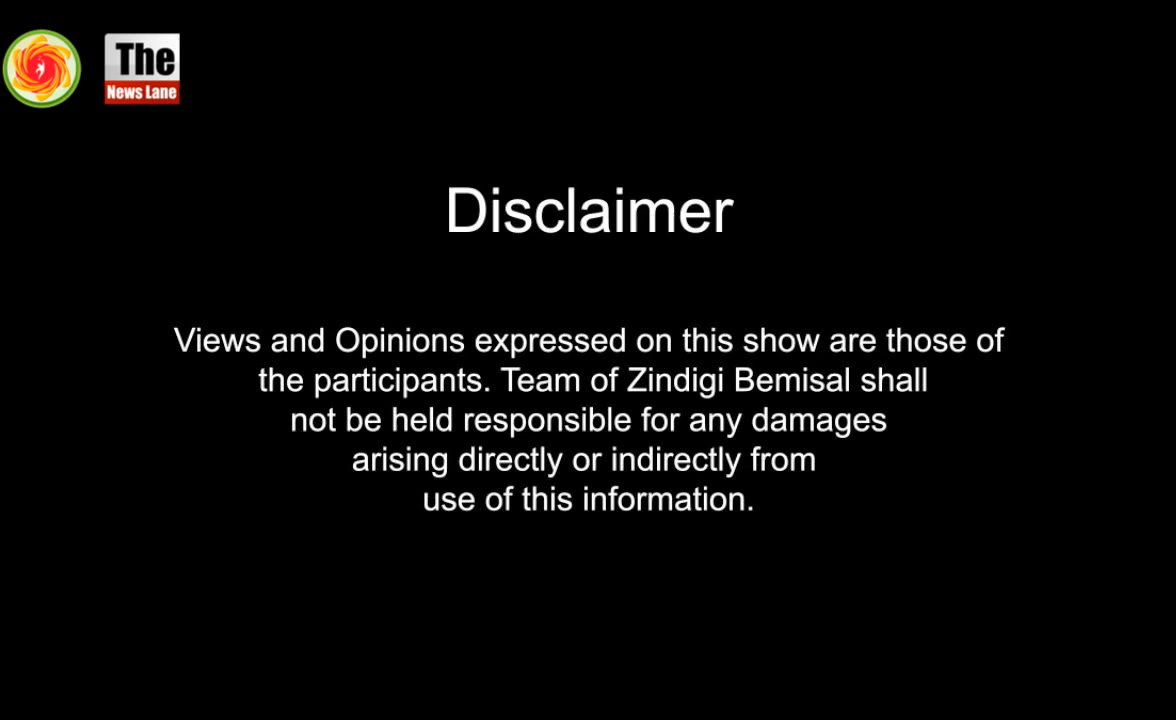 The
News Lane
Disclaimer
Views and Opinions expressed on this show are those of
the participants. Team of Zindigi Bemisal shall
not be held responsible for any damages
arising directly or indirectly from
use of this information.